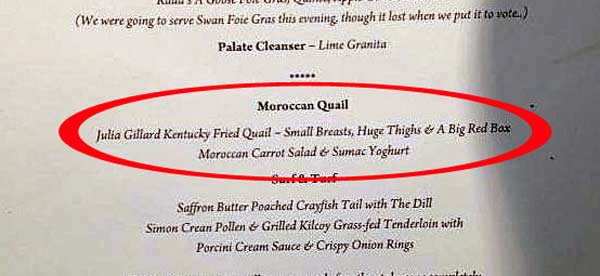 A Goose Foie Gras,
(We were going to serve Swan Foie Gras this evening, though it lost when we put it to vote..)
Palate Cleanser – Lime Granita
*****
Moroccan Quail
Julia Gillard Kentucky Fried Quail – Small Breasts, Huge Thighs & A Big Red Box
Moroccan Carrot Salad & Sumac Yoghurt
Surf & Turf
Saffron Butter Poached Crayfish Tail with The Dill
Simon Crean Pollen & Grilled Kilcoy Grass-fed Tenderloin with
Porcini Cream Sauce & Crispy Onion Rings